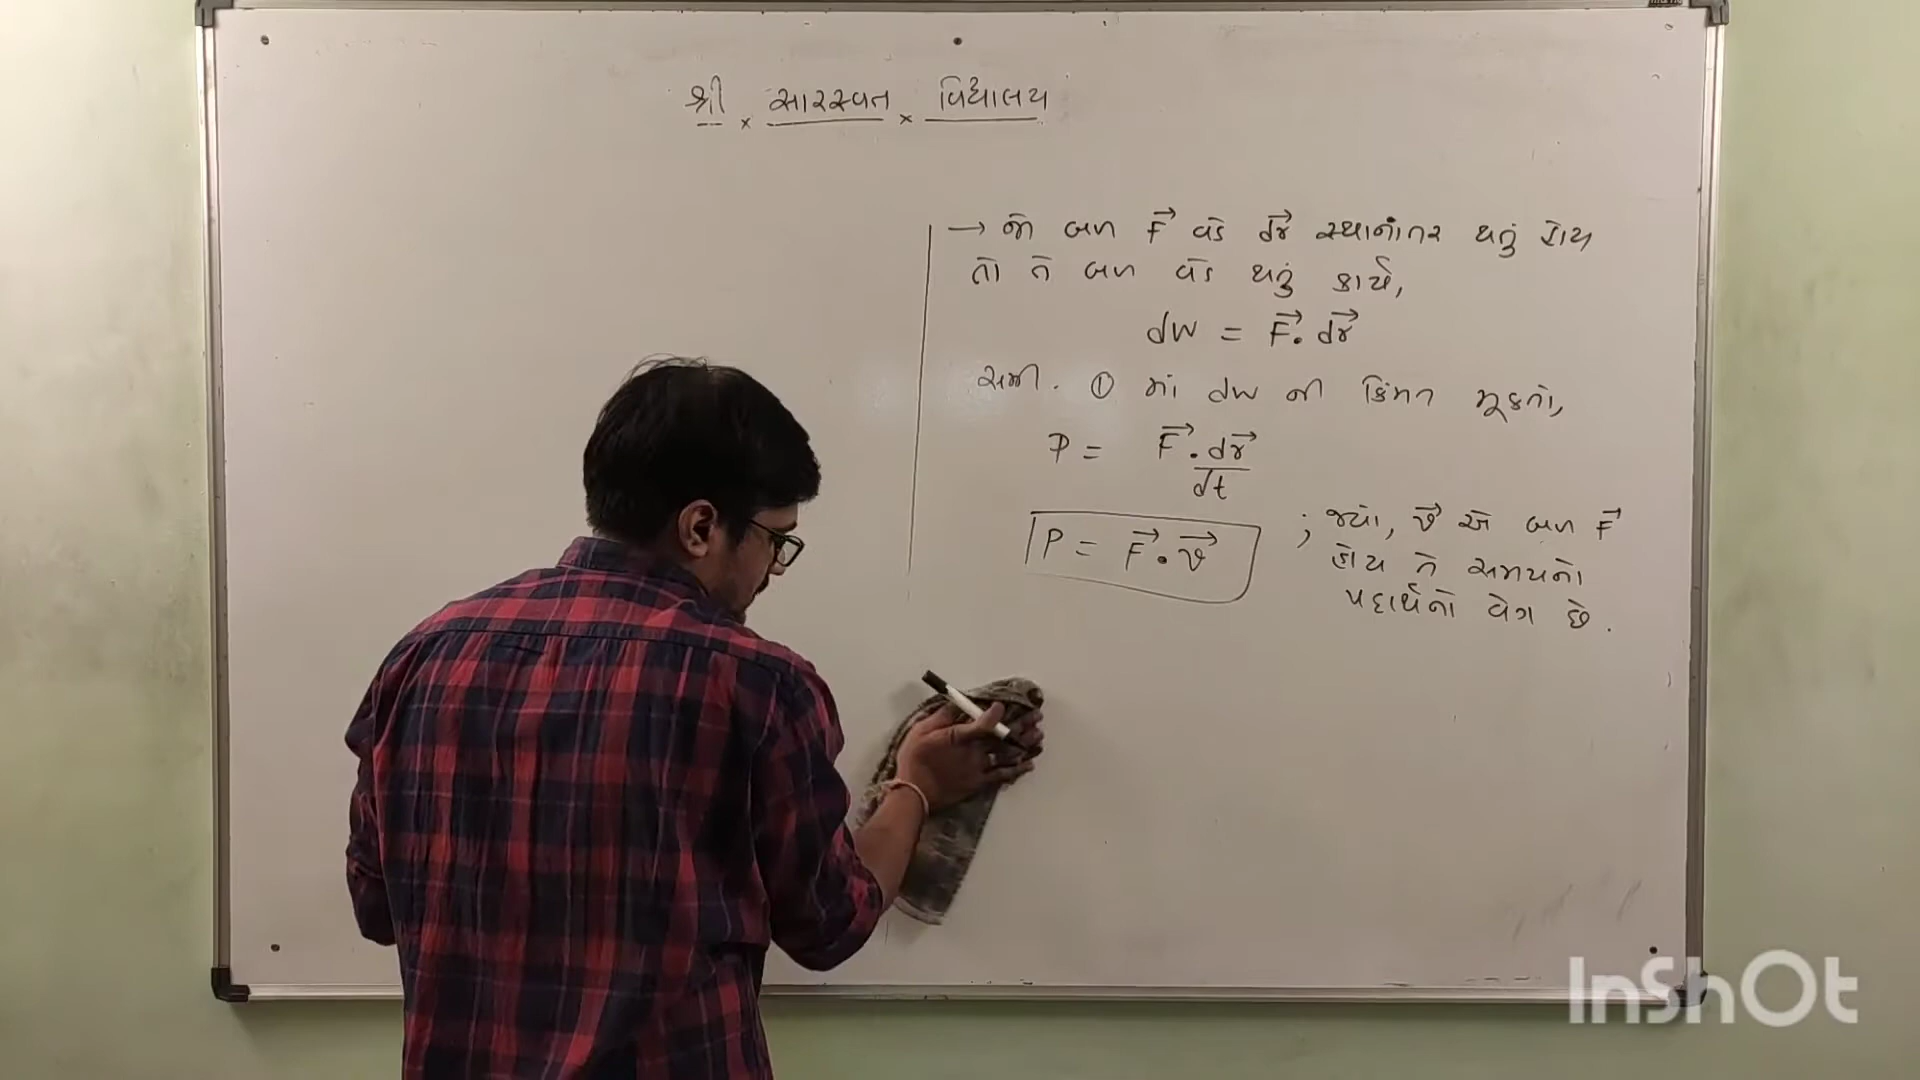 શ્રી × સારસ્વત × વિદ્યાલય
→ જો બળ F⃗ વડે dr⃗ સ્થાનાંતર થતું હોય
તો તે બળ વડે થતું કાર્ય,
dW = F⃗ . dr⃗
સમી. ① માં dW ની કિંમત મૂકતા,
P = F⃗ . dr⃗
dt
P = F⃗ . v⃗
; જ્યાં, v⃗ એ બળ F⃗
હોય તે સમયનો
પદાર્થનો વેગ છે.
InShOt